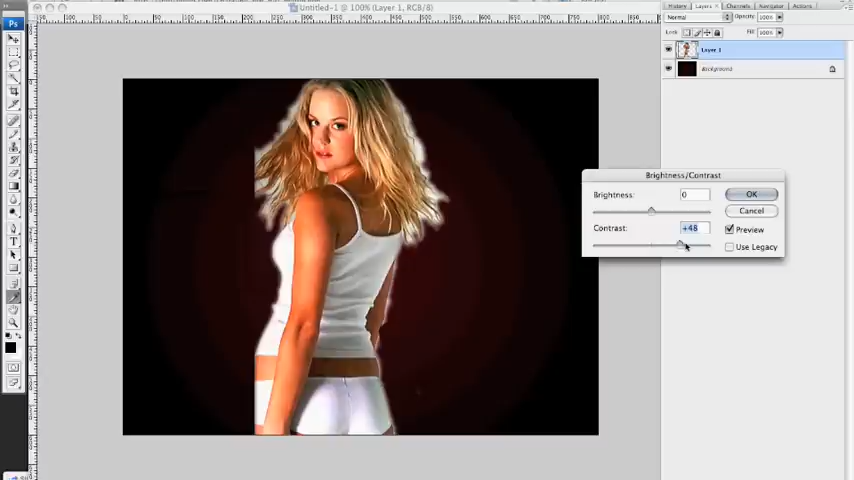 Untitled-1 @ 100% (Layer 1, RGB/8)
History Layers Channels Navigator Actions
Normal Opacity: 100%
Lock: Fill: 100%
Ps
Layer 1
Background
Brightness/Contrast
Brightness: 0 OK
Cancel
Contrast: +48
Preview
Use Legacy